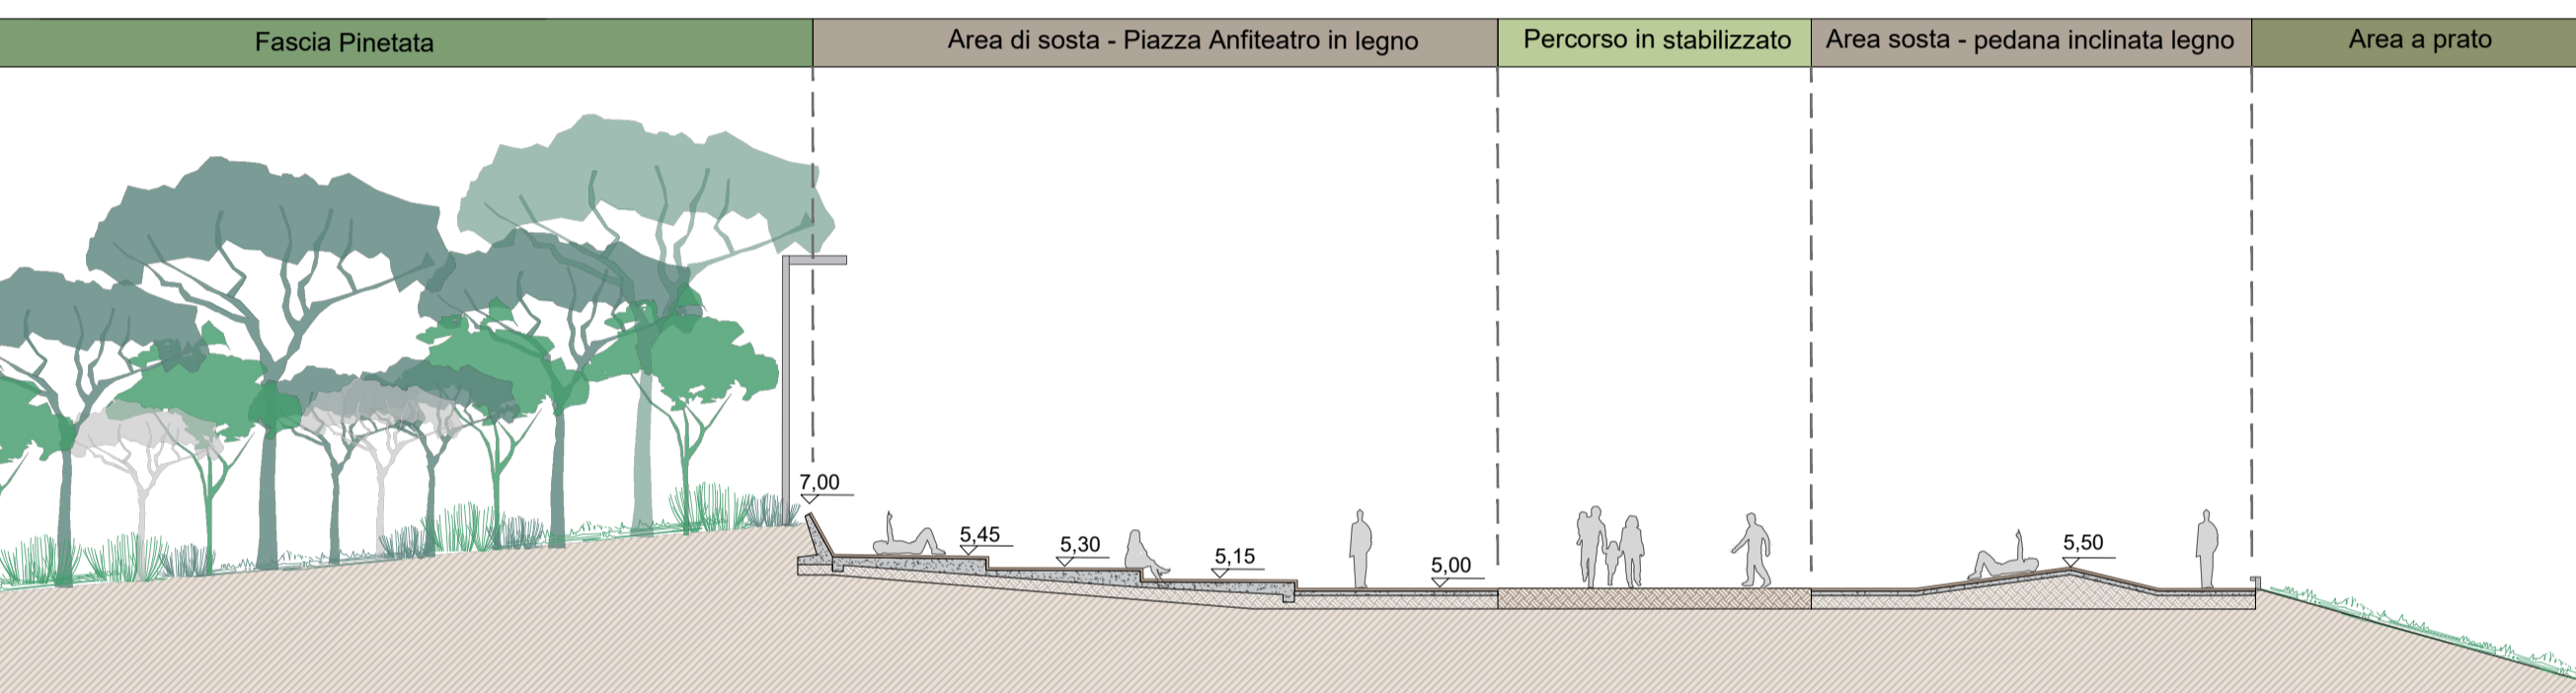 Fascia Pinetata
Area di sosta - Piazza Anfiteatro in legno
Percorso in stabilizzato
Area sosta - pedana inclinata legno
Area a prato
7,00
5,45
5,30
5,15
5,00
5,50